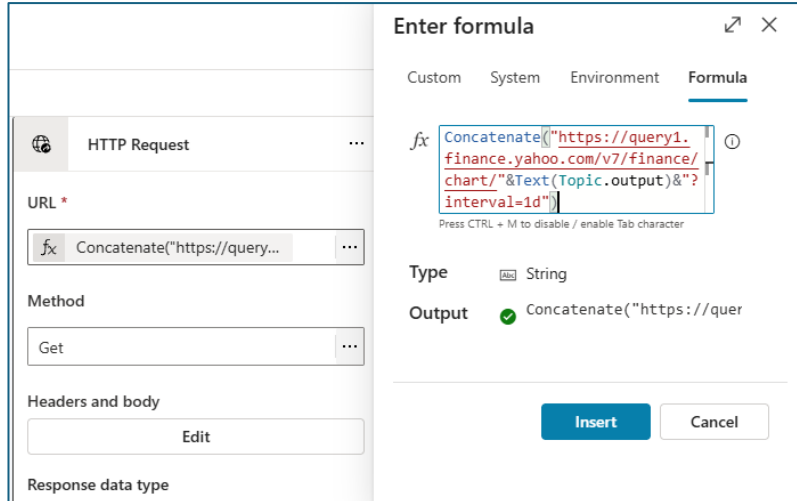 HTTP Request
...
URL *
fx Concatenate("https://query... ...
Method
Get ...
Headers and body
Edit
Response data type
Enter formula
Custom System Environment Formula
fx Concatenate("https://query1.
finance.yahoo.com/v7/finance/
chart/"&Text(Topic.output)&"?
interval=1d")
Press CTRL + M to disable / enable Tab character
Type Abc String
Output Concatenate("https://quer
Insert Cancel